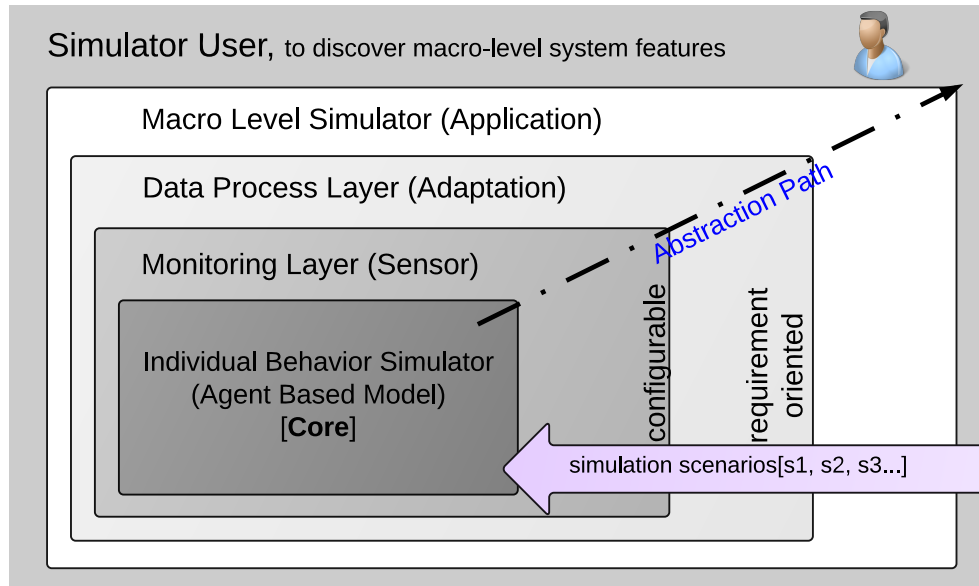 Simulator User, to discover macro-level system features
Macro Level Simulator (Application)
Data Process Layer (Adaptation)
Abstraction Path
Monitoring Layer (Sensor)
configurable
requirement
oriented
Individual Behavior Simulator
(Agent Based Model)
[Core]
simulation scenarios[s1, s2, s3...]